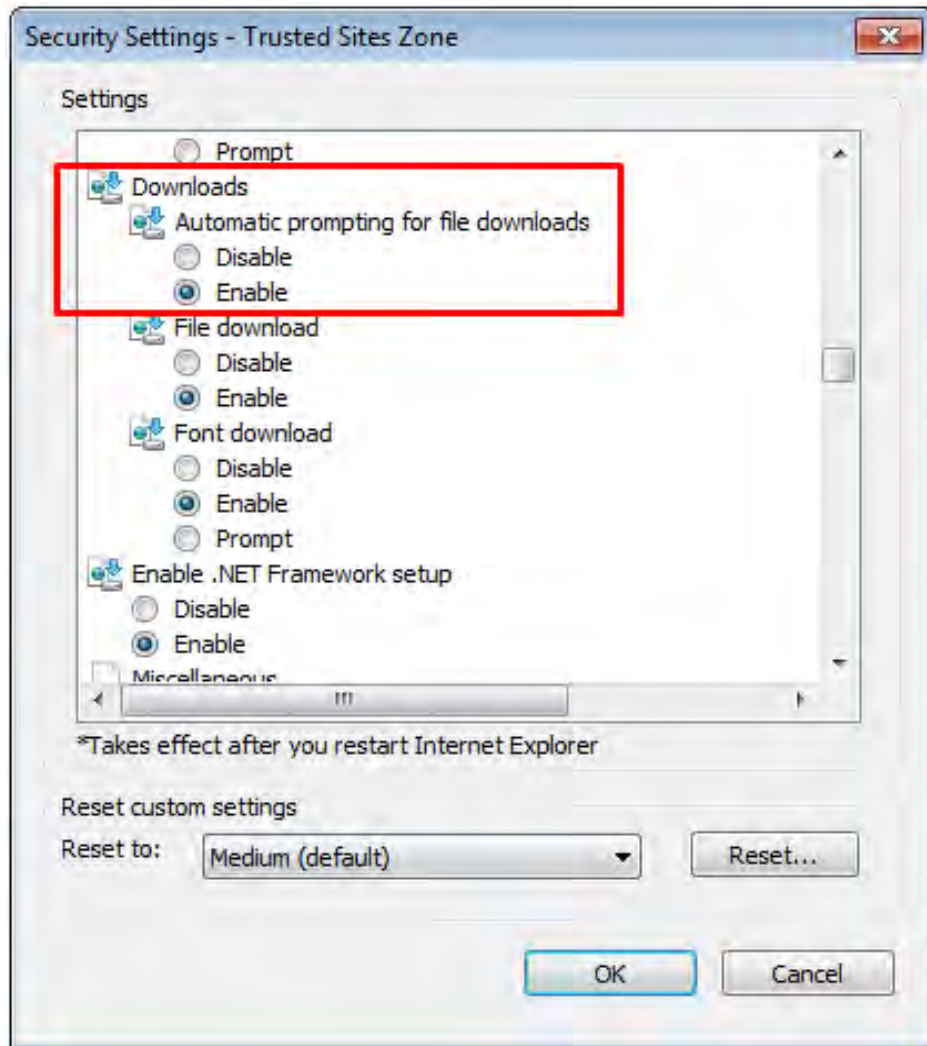 Security Settings - Trusted Sites Zone
Settings
Prompt
Downloads
Automatic prompting for file downloads
Disable
Enable
File download
Disable
Enable
Font download
Disable
Enable
Prompt
Enable .NET Framework setup
Disable
Enable
Miscellaneous
*Takes effect after you restart Internet Explorer
Reset custom settings
Reset to:
Medium (default)
Reset...
OK
Cancel